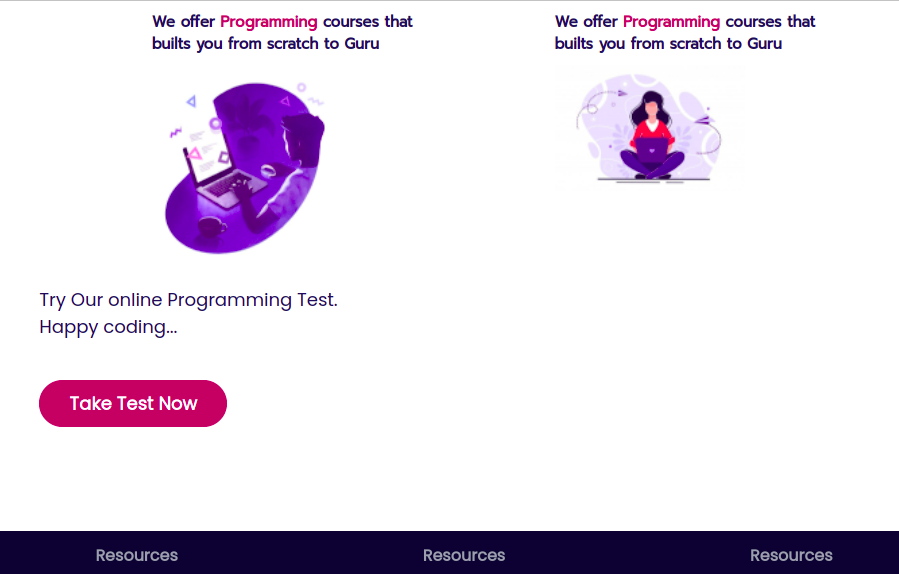 We offer Programming courses that
builts you from scratch to Guru
We offer Programming courses that
builts you from scratch to Guru
Try Our online Programming Test.
Happy coding...
Take Test Now
Resources
Resources
Resources